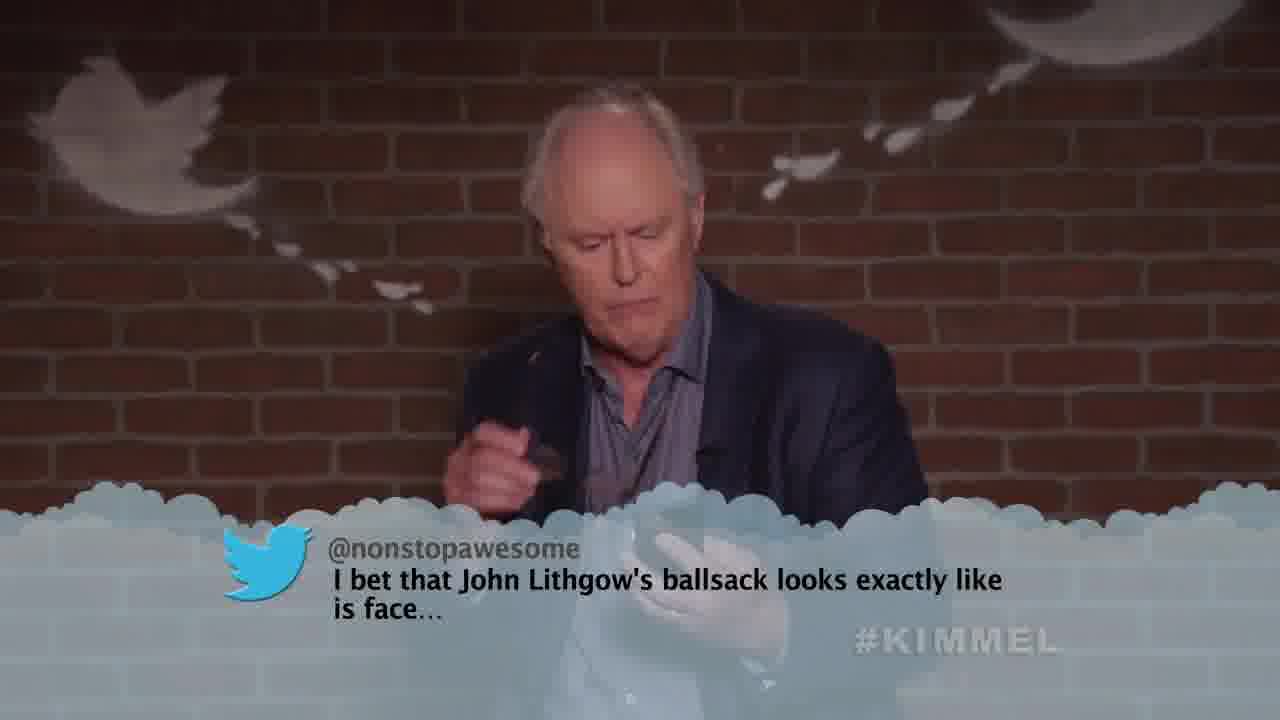 @nonstopawesome
I bet that John Lithgow's ballsack looks exactly like
is face...
#KIMMEL